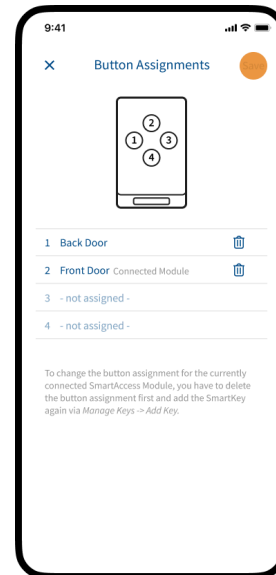 9:41
Button Assignments
Save
2
1
3
4
1 Back Door
2 Front Door Connected Module
3 - not assigned -
4 - not assigned -
To change the button assignment for the currently
connected SmartAccess Module, you have to delete
the button assignment first and add the SmartKey
again via Manage Keys -> Add Key.